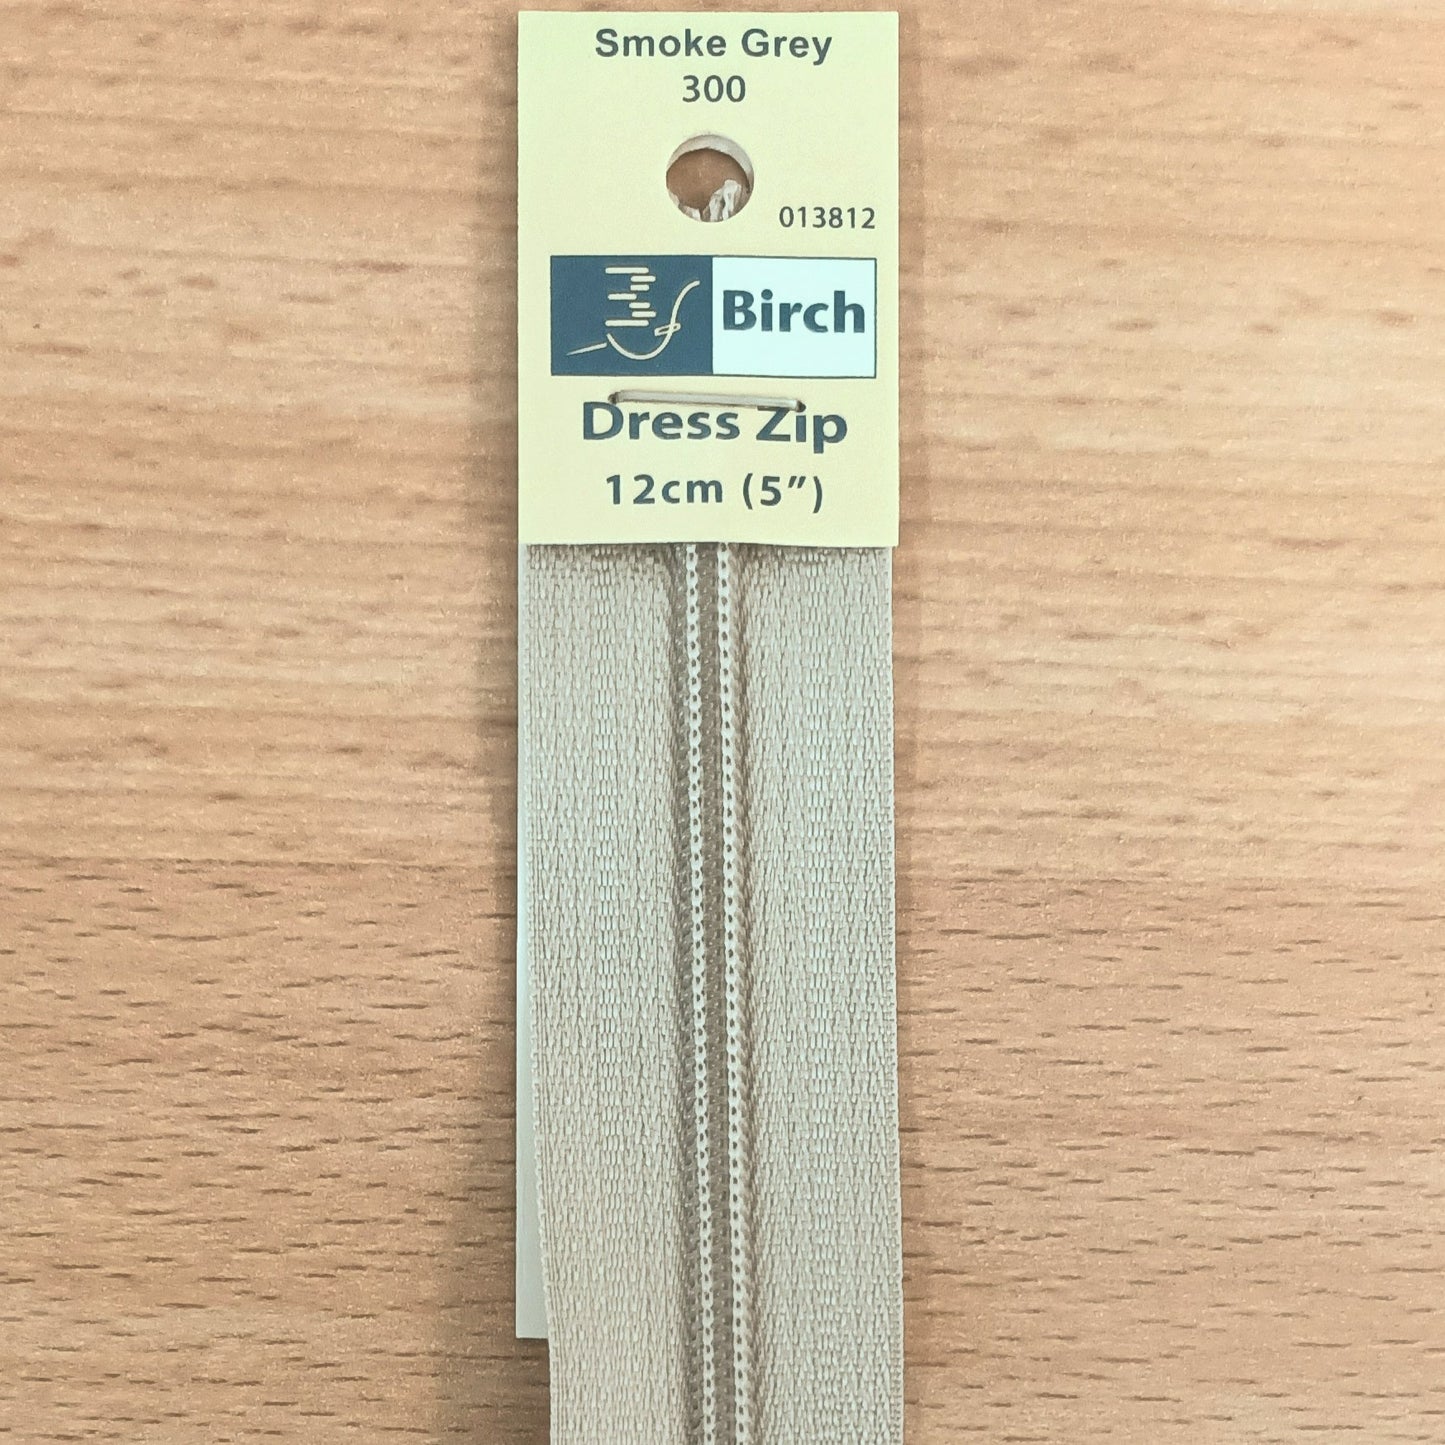 Smoke Grey
300
013812
Birch
Dress Zip
12cm (5”)